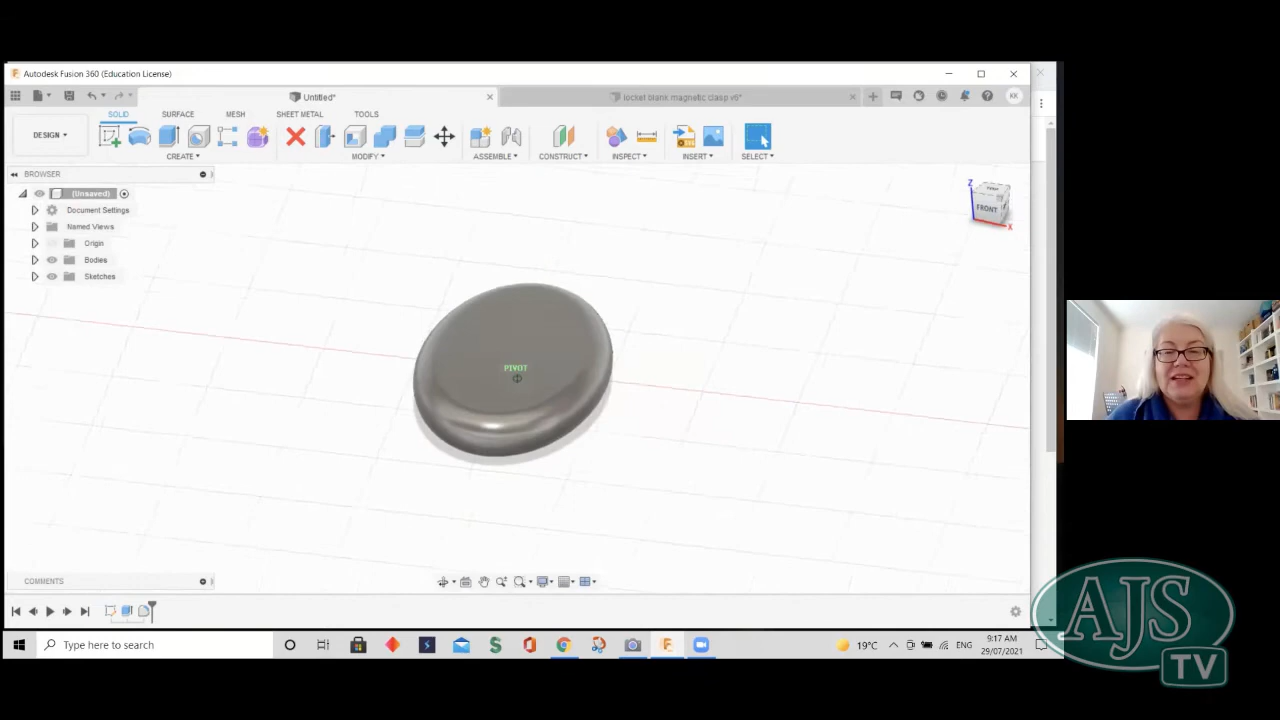 Autodesk Fusion 360 (Education License)
Untitled*
locket blank magnetic clasp v6*
KK
SOLID
SURFACE
MESH
SHEET METAL
TOOLS
DESIGN
CREATE
MODIFY
ASSEMBLE
CONSTRUCT
INSPECT
INSERT
SELECT
BROWSER
(Unsaved)
Document Settings
Named Views
Origin
Bodies
Sketches
Z
FRONT
X
PIVOT
COMMENTS
Type here to search
19°C
ENG
9:17 AM
29/07/2021
AJS
TV